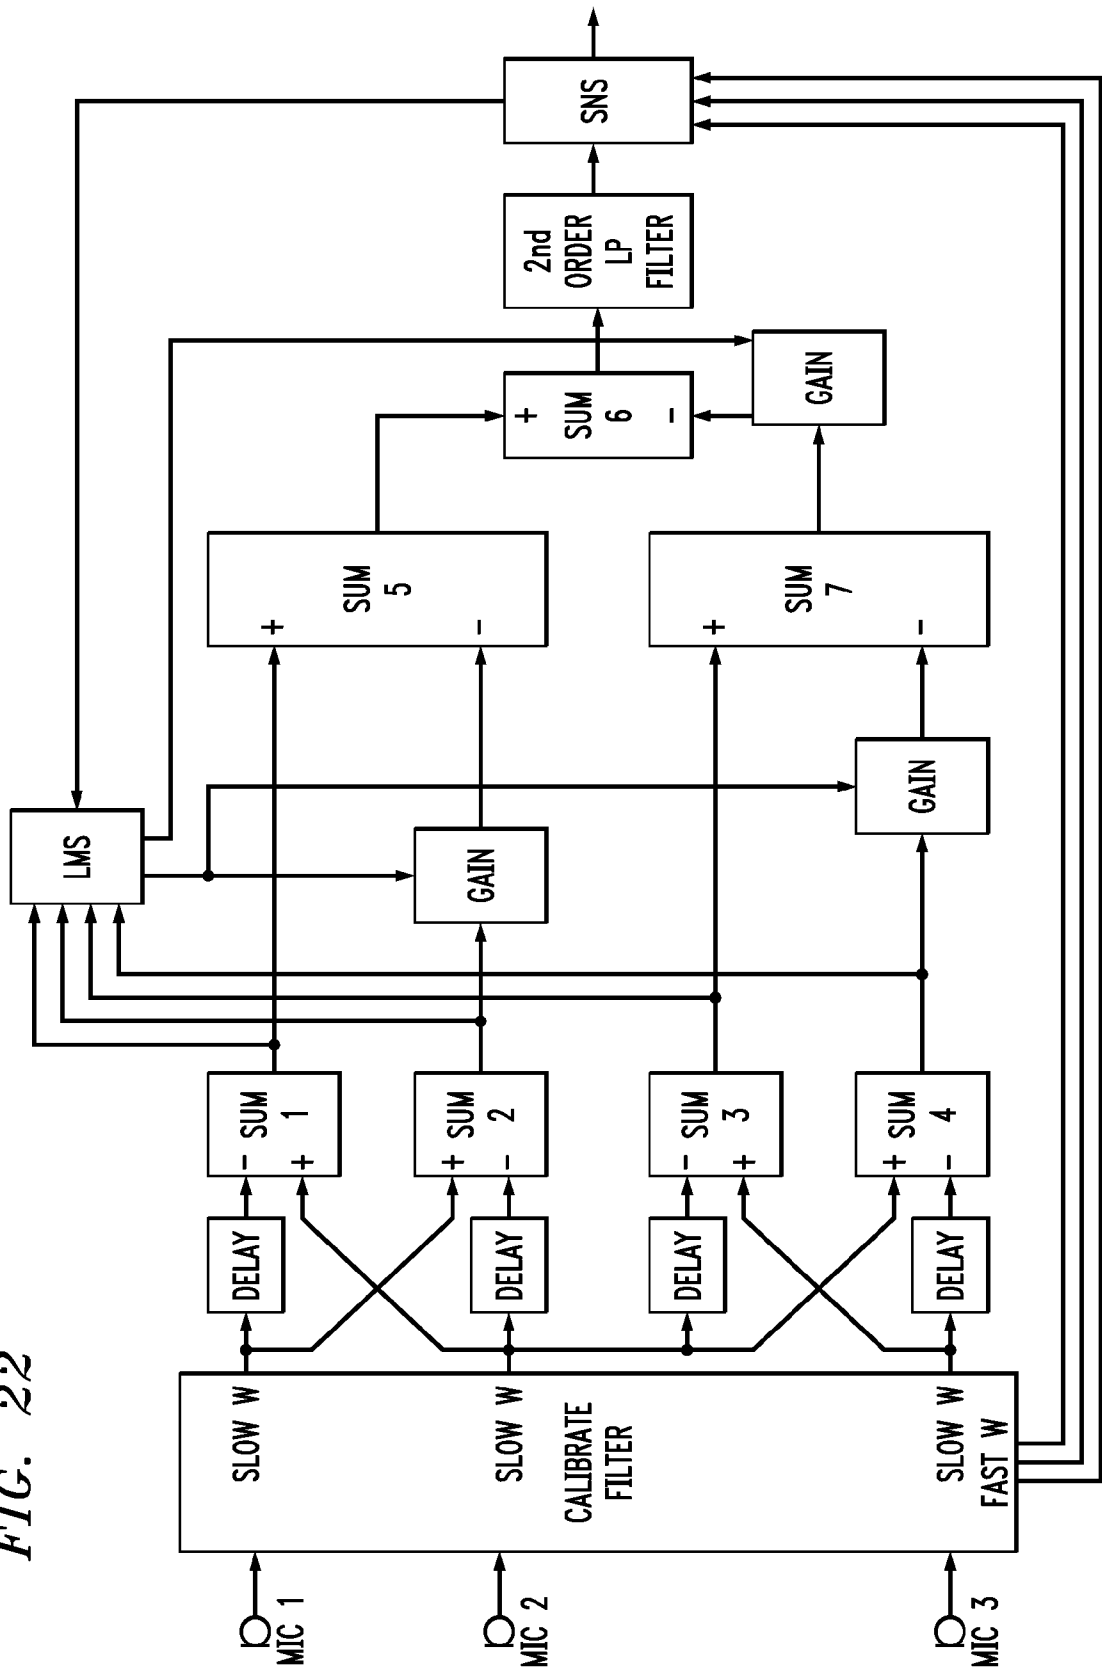 FIG. 22
MIC 1
MIC 2
MIC 3
SLOW W
SLOW W
CALIBRATE
FILTER
SLOW W
FAST W
DELAY
DELAY
DELAY
DELAY
- SUM
1
+
+ SUM
2
-
- SUM
3
+
+ SUM
4
-
LMS
GAIN
GAIN
+
SUM
5
-
+
SUM
7
-
+
SUM
6
-
GAIN
2nd
ORDER
LP
FILTER
SNS